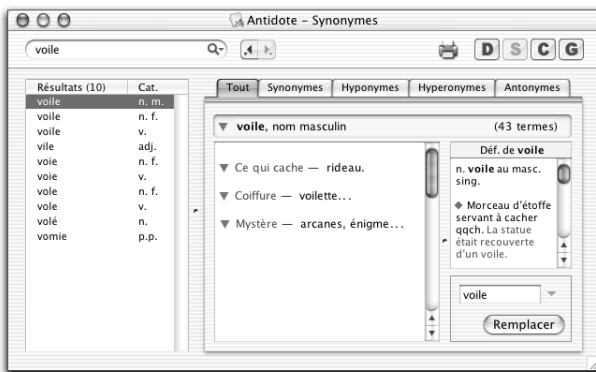 Antidote – Synonymes
voile
D S C G
Résultats (10) Cat.
voile n. m.
voile n. f.
voile v.
vile adj.
voie n. f.
voie v.
vole n. f.
vole v.
volé n.
vomie p.p.
Tout Synonymes Hyponymes Hyperonymes Antonymes
voile, nom masculin (43 termes)
Ce qui cache — rideau.
Coiffure — voilette...
Mystère — arcanes, énigme...
Déf. de voile
n. voile au masc.
sing.
◆ Morceau d'étoffe
servant à cacher
qqch. La statue
était recouverte
d'un voile.
voile
Remplacer